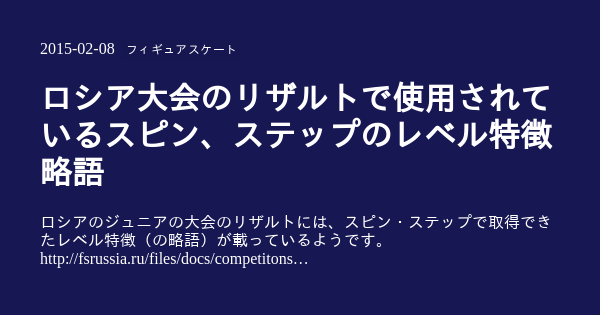 2015-02-08 フィギュアスケート
ロシア大会のリザルトで使用されて
いるスピン、ステップのレベル特徴
略語
ロシアのジュニアの大会のリザルトには、スピン・ステップで取得でき
たレベル特徴（の略語）が載っているようです。
http://fsrussia.ru/files/docs/competitons…